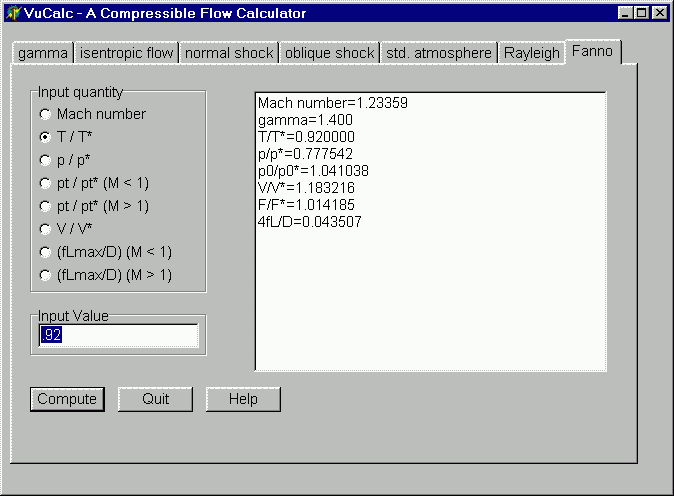 VuCalc - A Compressible Flow Calculator
gamma isentropic flow normal shock oblique shock std. atmosphere Rayleigh Fanno
Input quantity
Mach number
T / T*
p / p*
pt / pt* (M < 1)
pt / pt* (M > 1)
V / V*
(fLmax/D) (M < 1)
(fLmax/D) (M > 1)
Input Value
.92
Compute Quit Help
Mach number=1.23359
gamma=1.400
T/T*=0.920000
p/p*=0.777542
p0/p0*=1.041038
V/V*=1.183216
F/F*=1.014185
4fL/D=0.043507